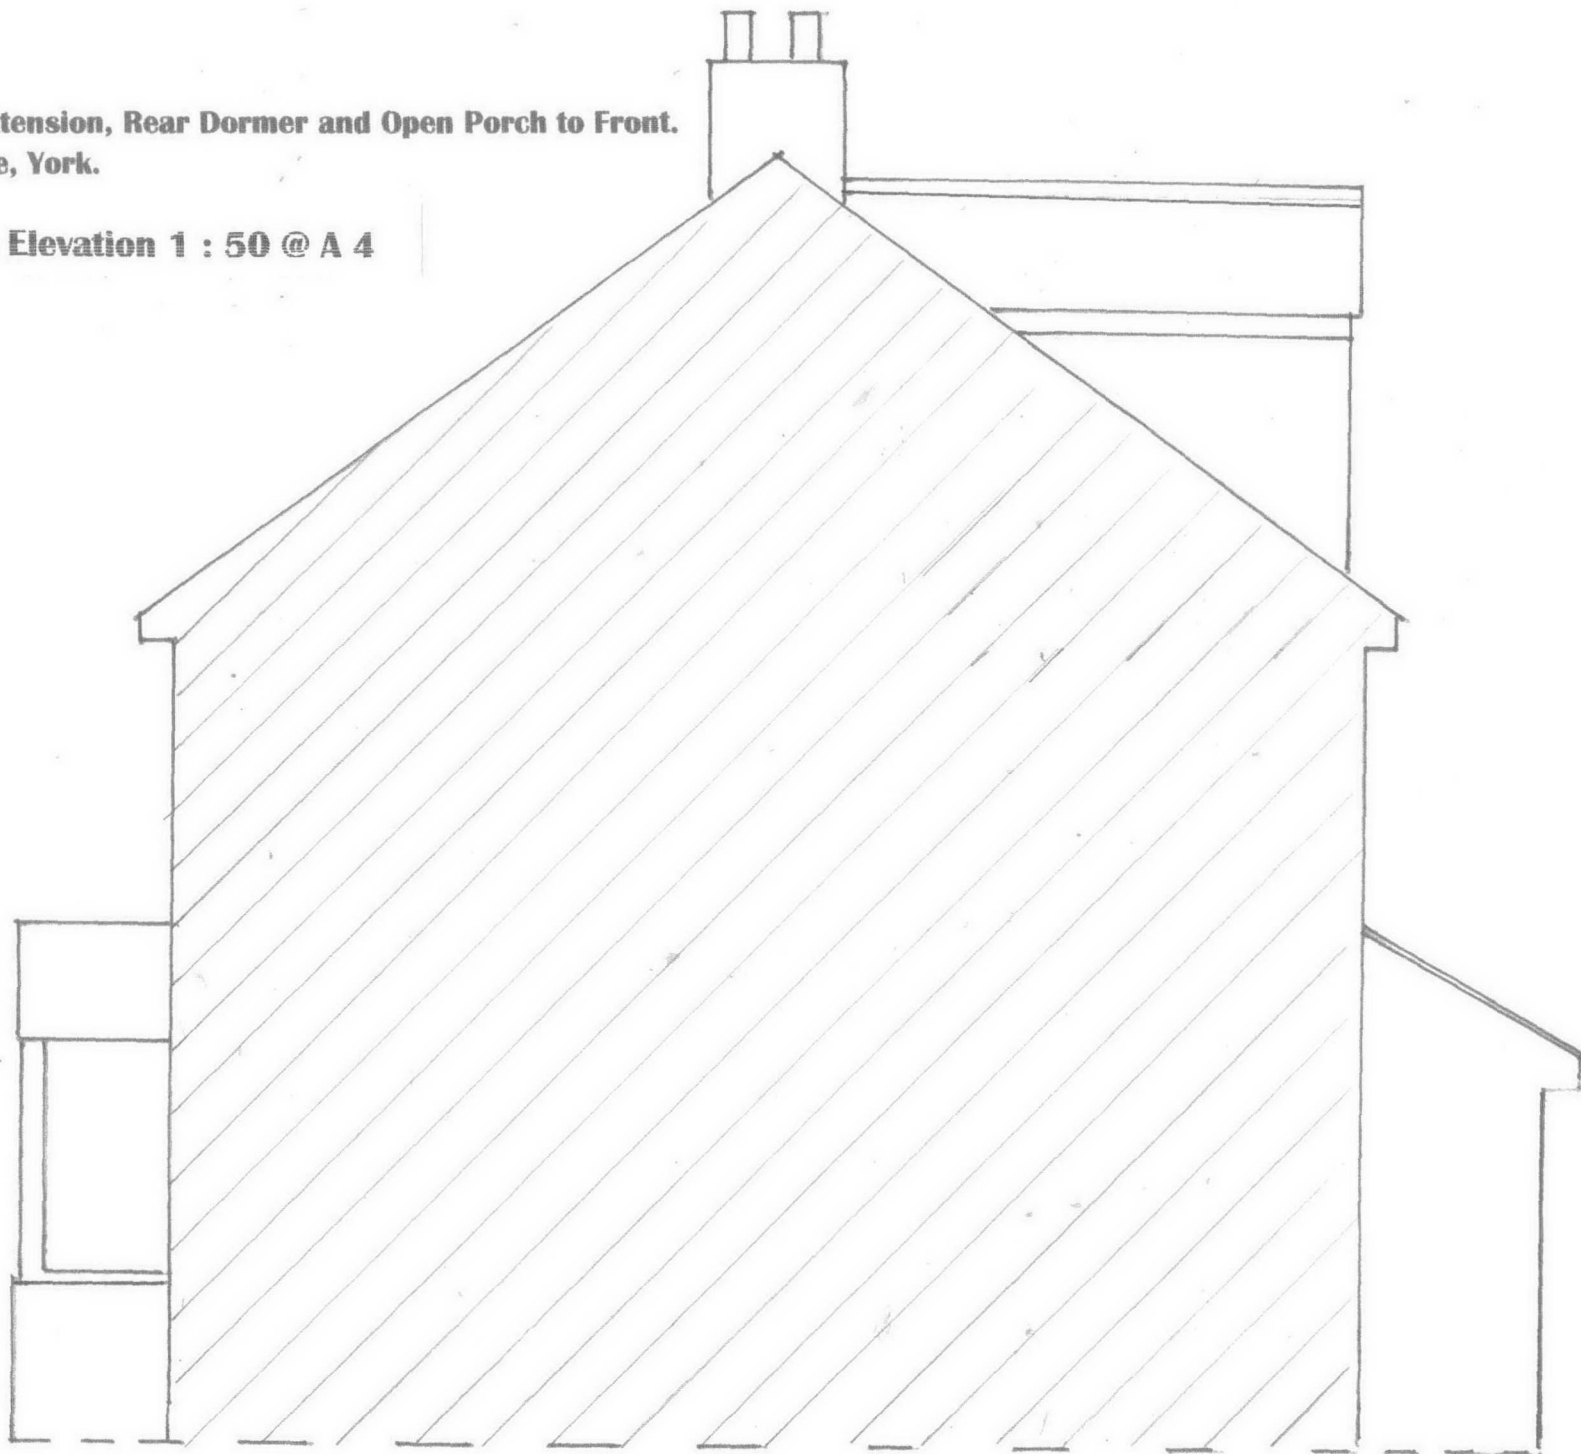 tension, Rear Dormer and Open Porch to Front.
e, York.
Elevation 1 : 50 @ A 4